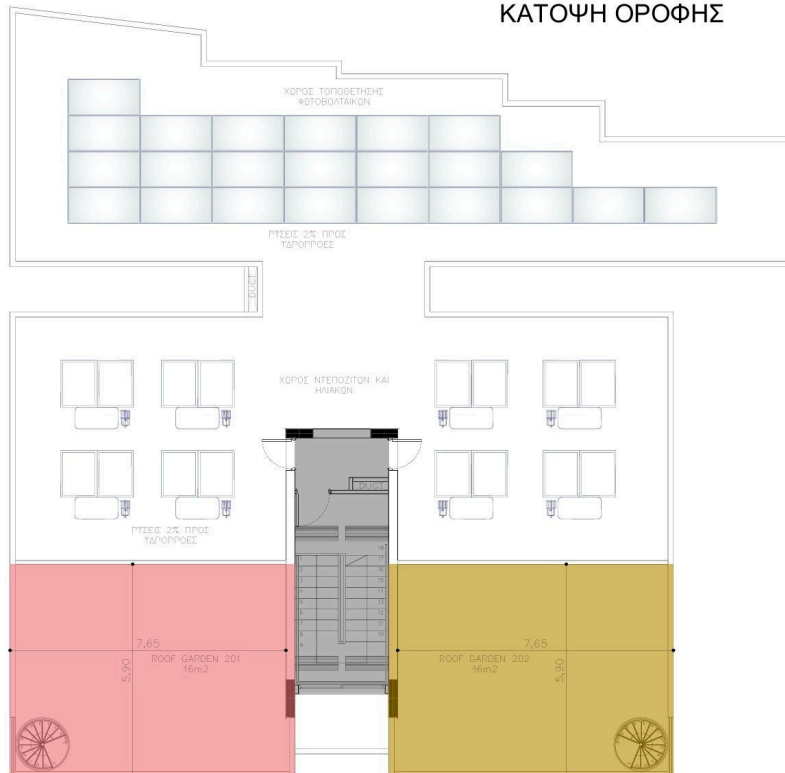 ΚΑΤΟΨΗ ΟΡΟΦΗΣ
ΧΩΡΟΣ ΤΟΠΟΘΕΤΗΣΗΣ
ΦΩΤΟΒΟΛΤΑΙΚΩΝ
ΡΥΣΕΙΣ 2% ΠΡΟΣ
ΥΔΡΟΡΡΟΕΣ
DUCT
ΧΩΡΟΣ ΝΤΕΠΟΖΙΤΩΝ ΚΑΙ
ΗΛΙΑΚΩΝ
DUCT
ΡΥΣΕΙΣ 2% ΠΡΟΣ
ΥΔΡΟΡΡΟΕΣ
7,65
ROOF GARDEN 201
46m2
5,90
7,65
ROOF GARDEN 202
46m2
5,90